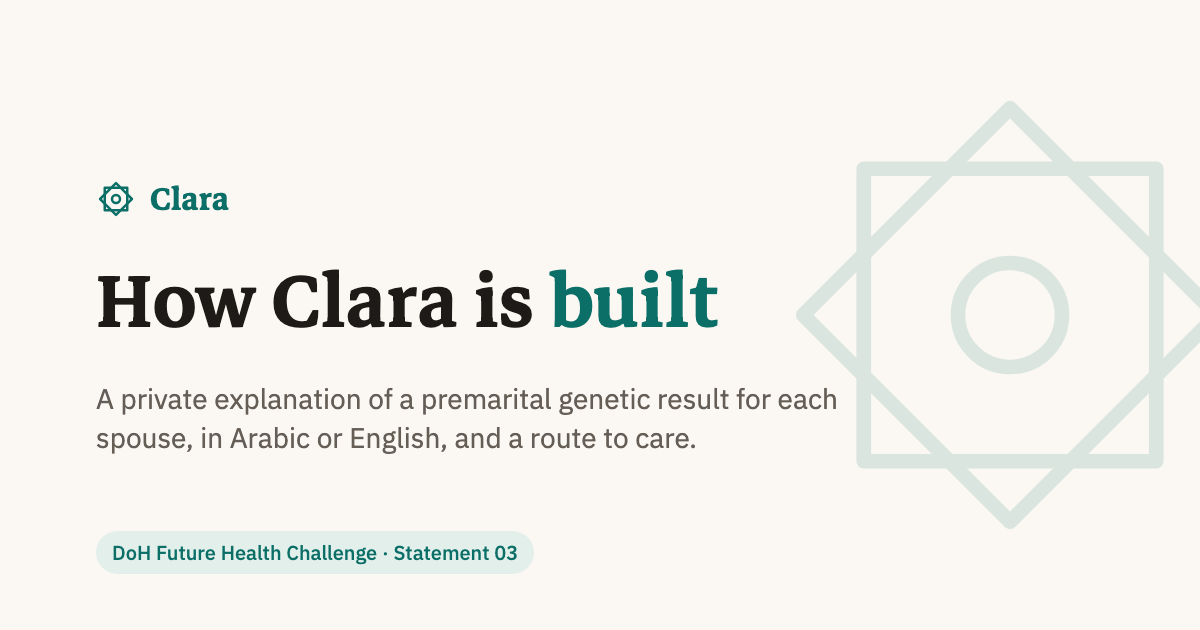 Clara
How Clara is built
A private explanation of a premarital genetic result for each
spouse, in Arabic or English, and a route to care.
DoH Future Health Challenge · Statement 03